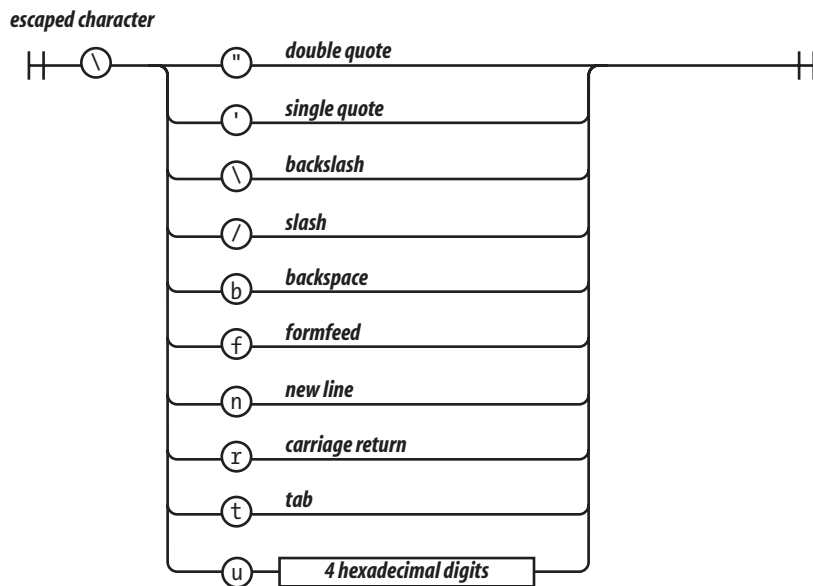 escaped character
\
" double quote
' single quote
\ backslash
/ slash
b backspace
f formfeed
n new line
r carriage return
t tab
u 4 hexadecimal digits